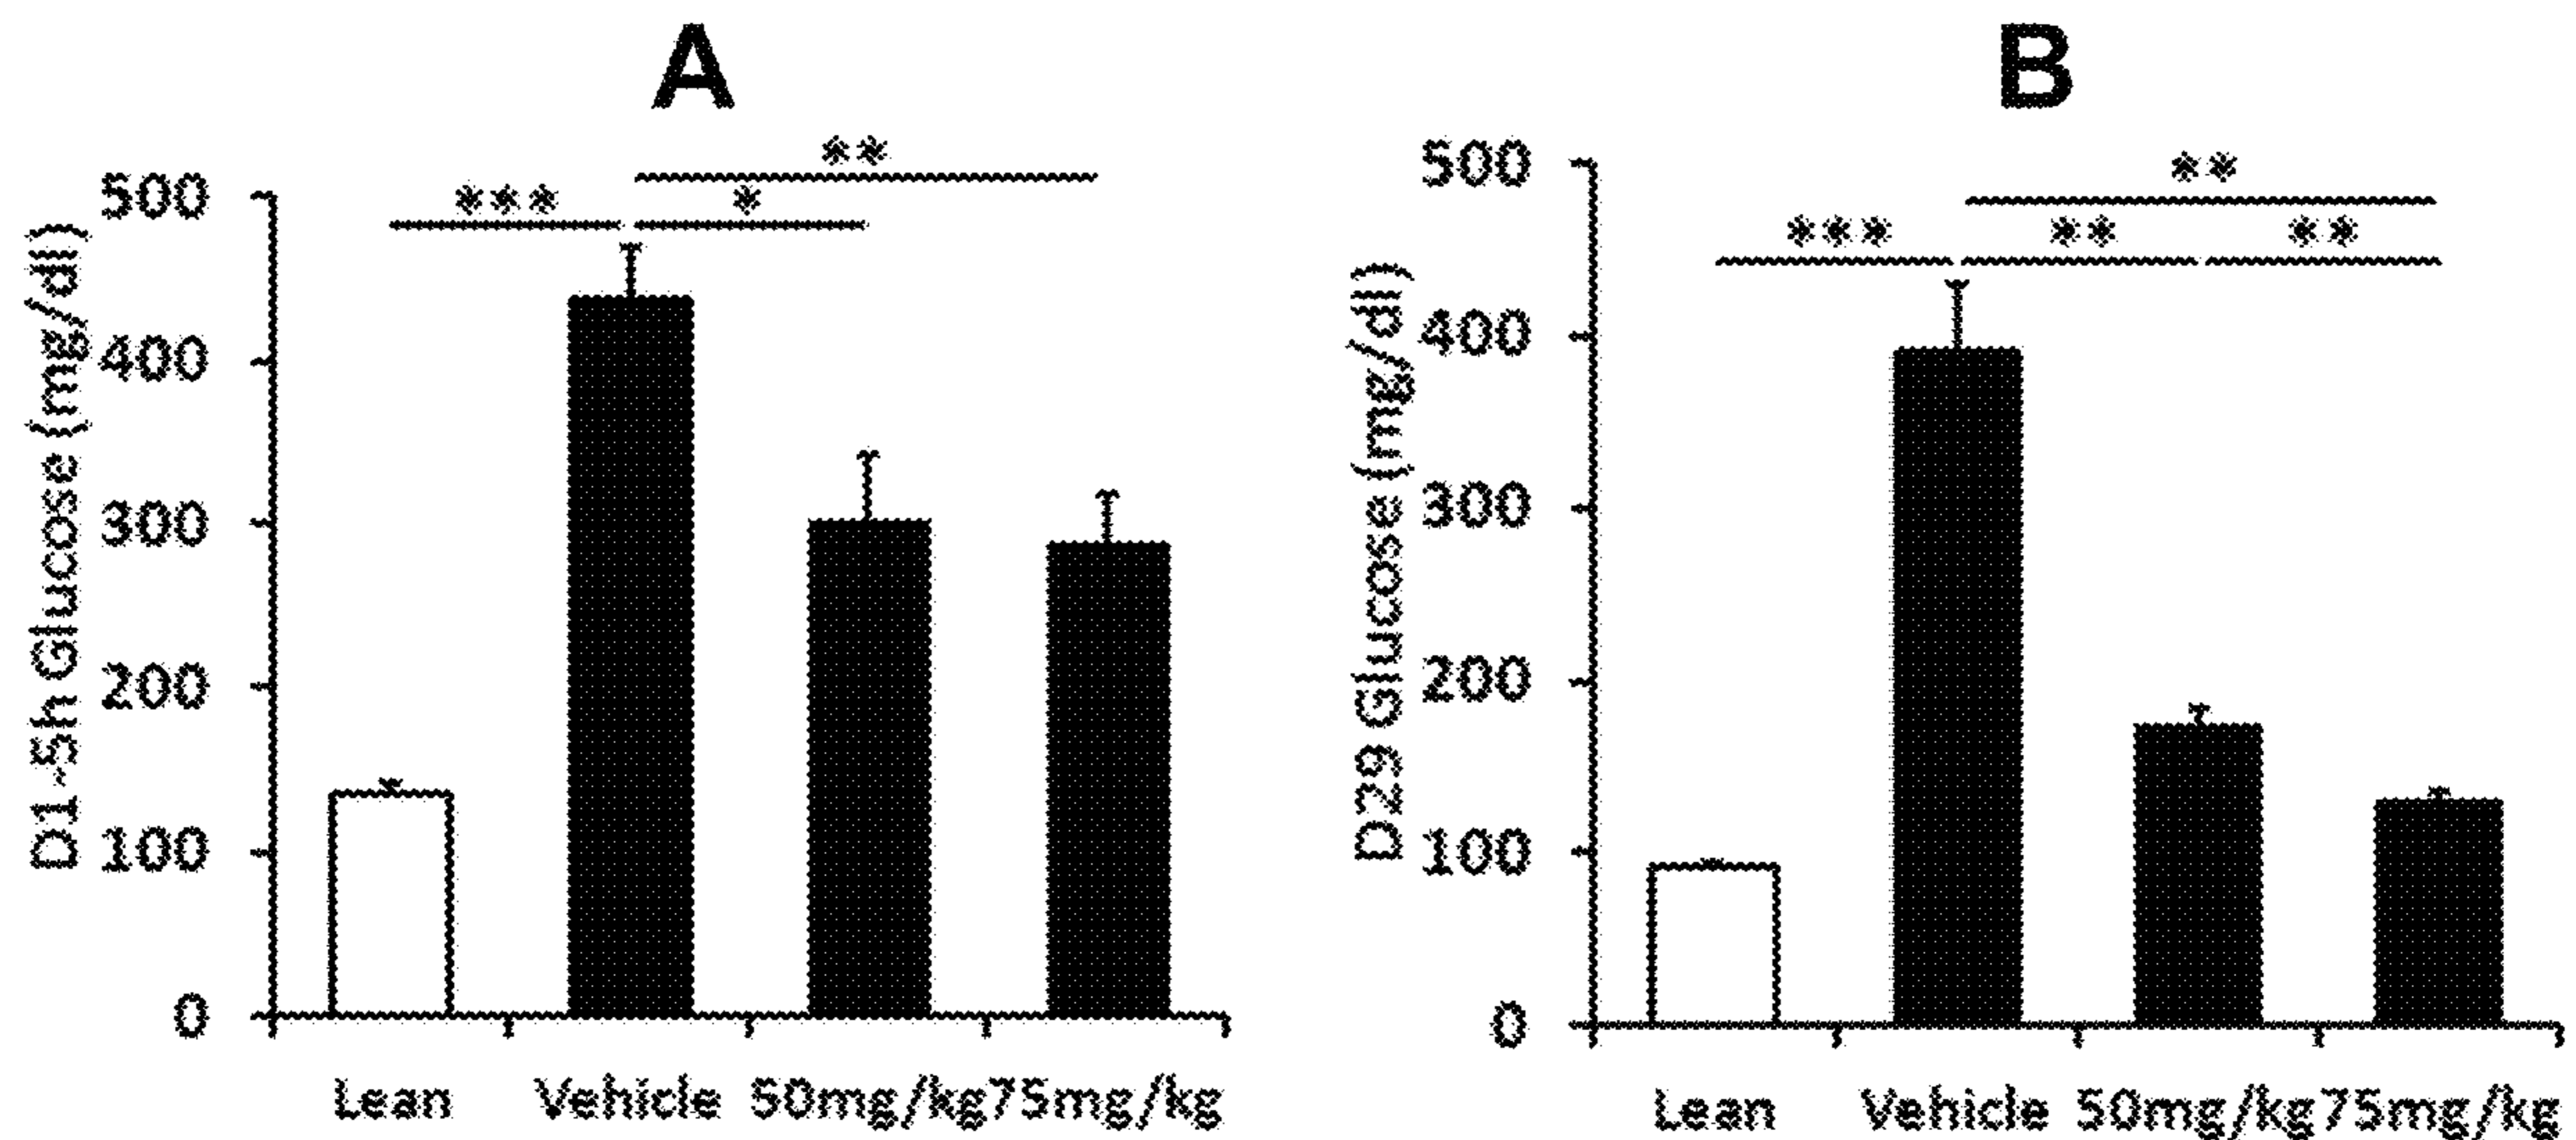 A
D1-5h Glucose (mg/dl)
500
400
300
200
100
0
***
*
**
Lean Vehicle 50mg/kg 75mg/kg
B
D29 Glucose (mg/dl)
500
400
300
200
100
0
**
*** ** **
Lean Vehicle 50mg/kg 75mg/kg